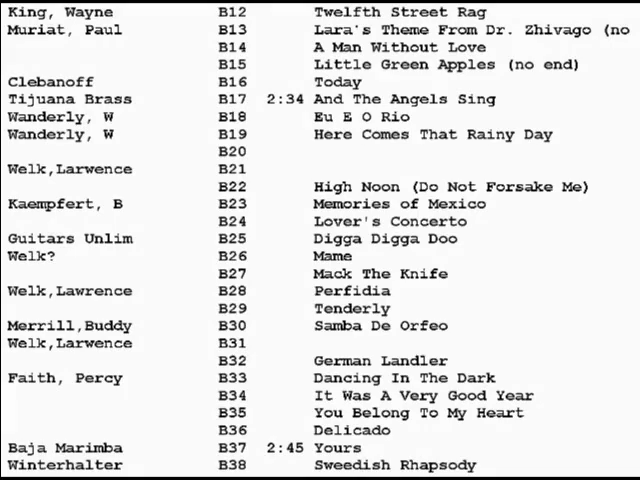 King, Wayne B12 Twelfth Street Rag
Muriat, Paul B13 Lara's Theme From Dr. Zhivago (no
B14 A Man Without Love
B15 Little Green Apples (no end)
Clebanoff B16 Today
Tijuana Brass B17 2:34 And The Angels Sing
Wanderly, W B18 Eu E O Rio
Wanderly, W B19 Here Comes That Rainy Day
B20
Welk,Larwence B21
B22 High Noon (Do Not Forsake Me)
Kaempfert, B B23 Memories of Mexico
B24 Lover's Concerto
Guitars Unlim B25 Digga Digga Doo
Welk? B26 Mame
B27 Mack The Knife
Welk,Lawrence B28 Perfidia
B29 Tenderly
Merrill,Buddy B30 Samba De Orfeo
Welk,Larwence B31
B32 German Landler
Faith, Percy B33 Dancing In The Dark
B34 It Was A Very Good Year
B35 You Belong To My Heart
B36 Delicado
Baja Marimba B37 2:45 Yours
Winterhalter B38 Sweedish Rhapsody